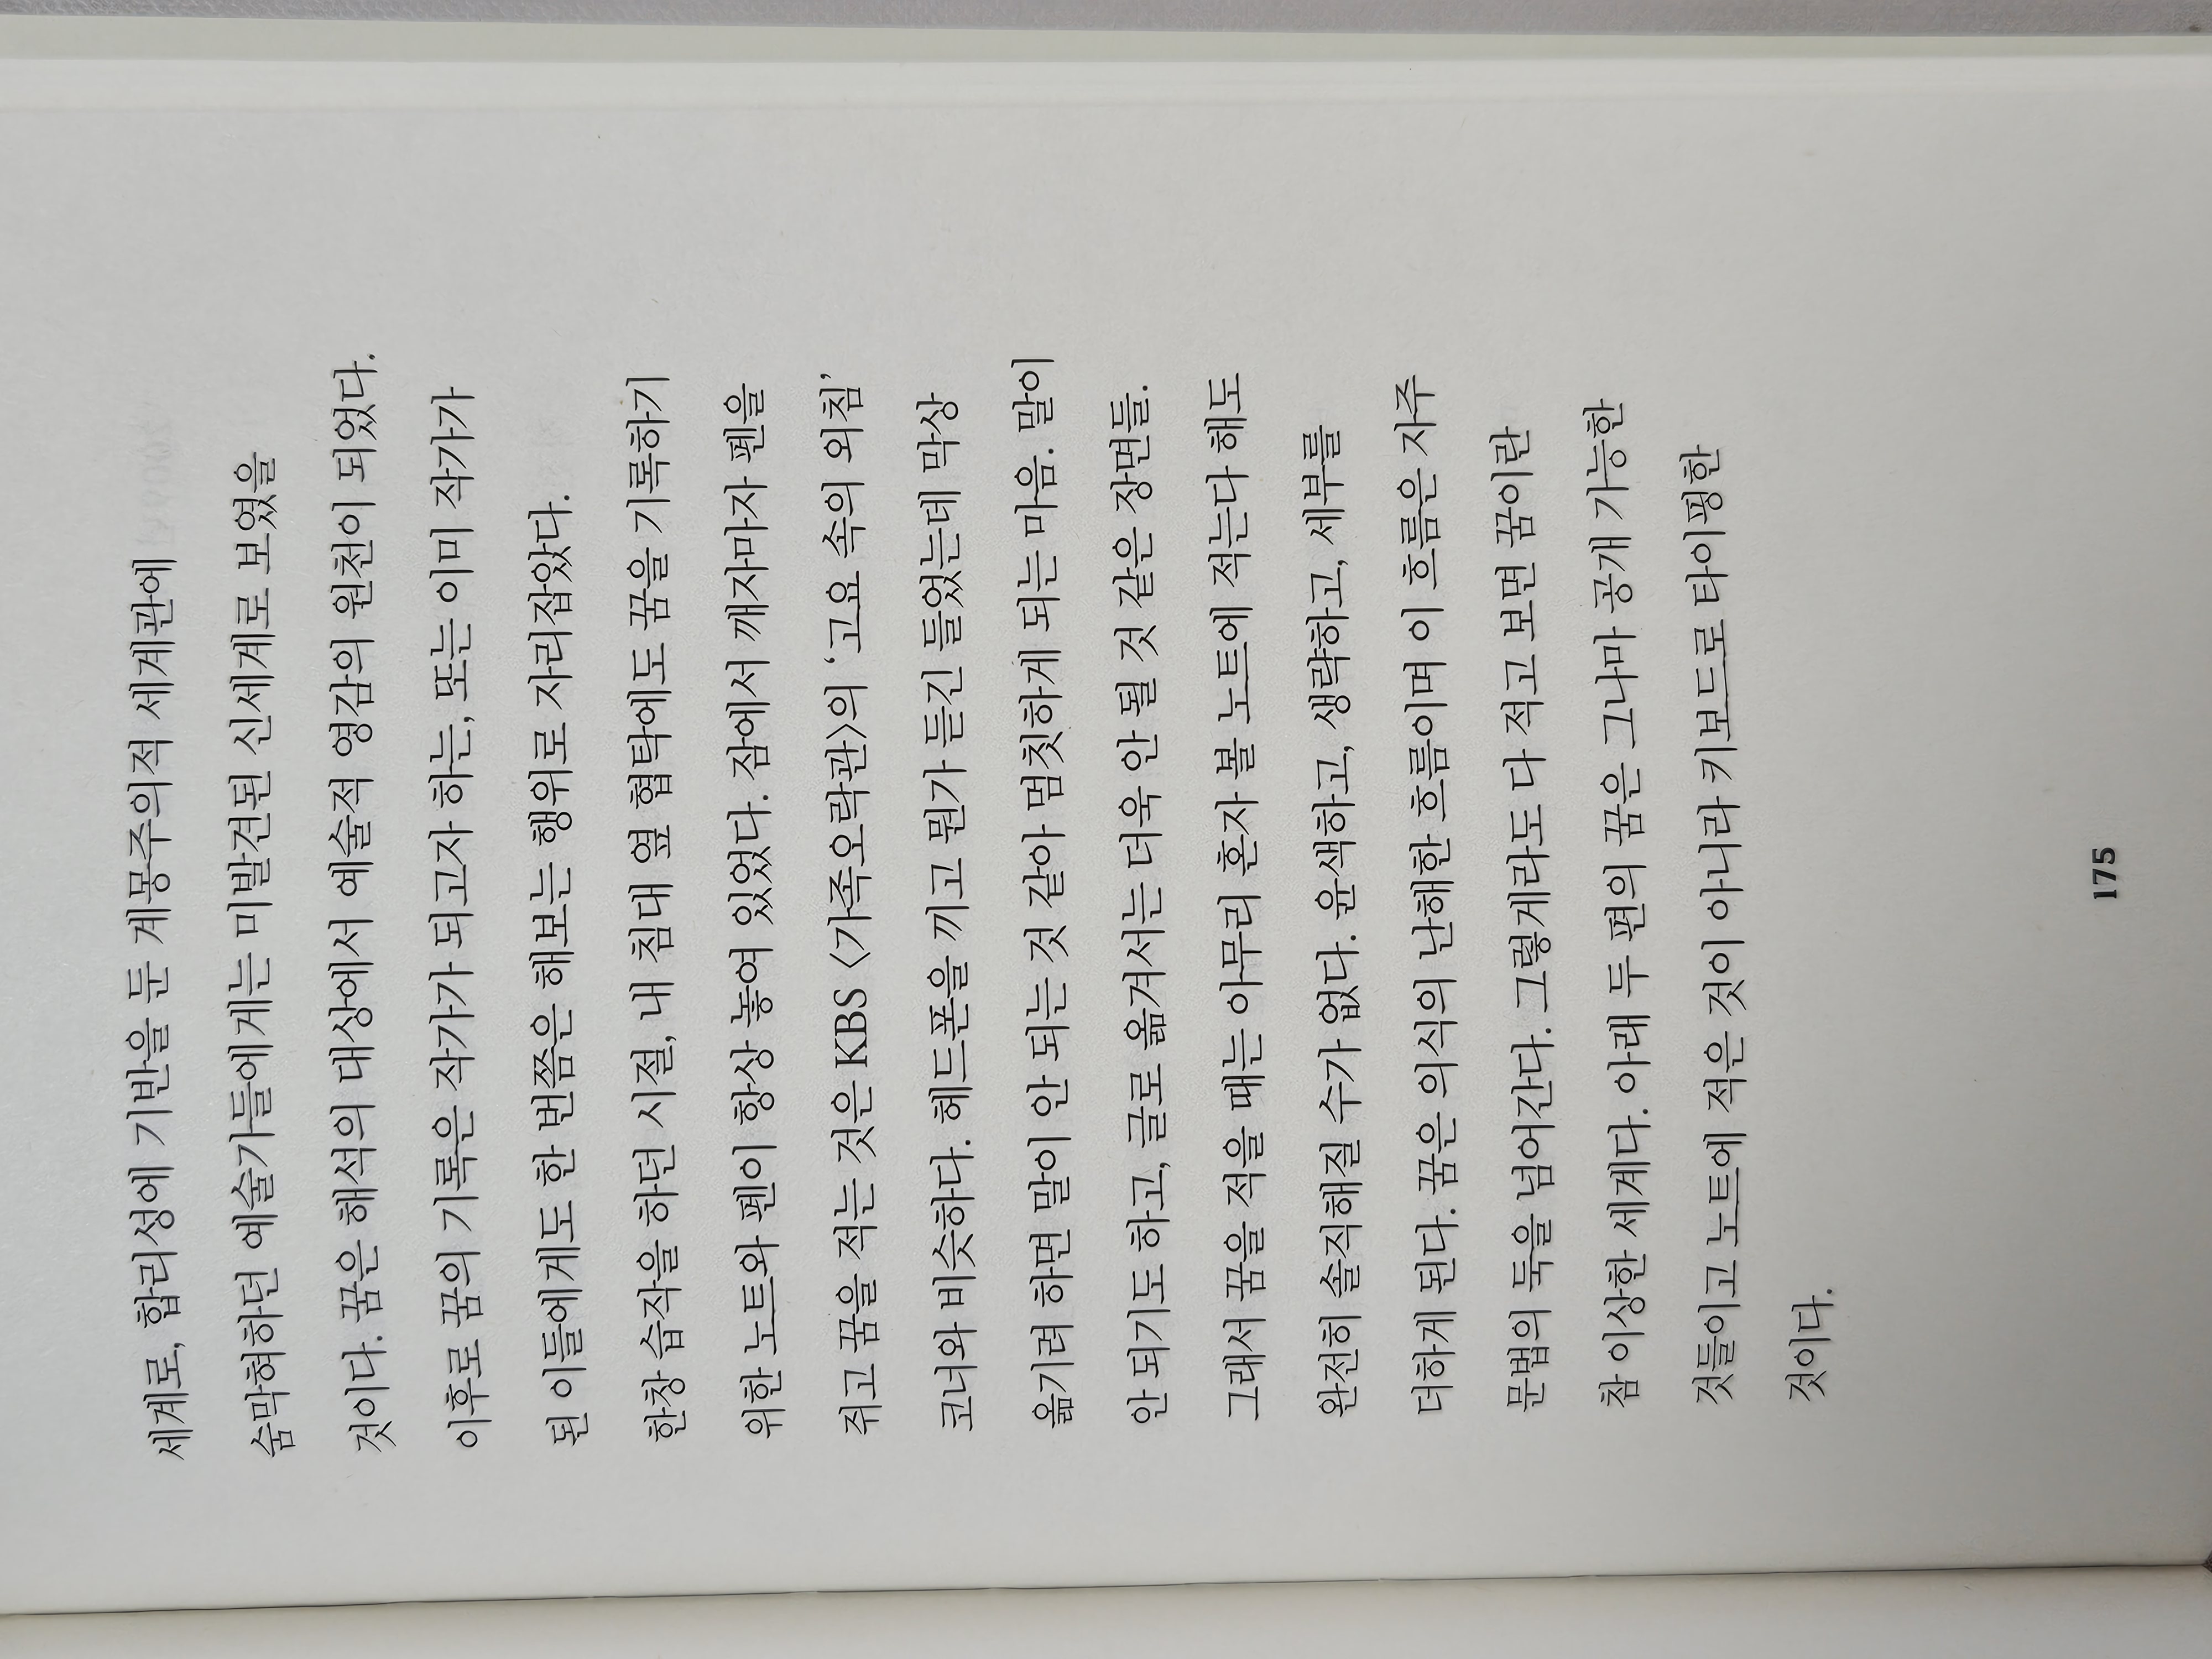 세계로, 합리성에 기반을 둔 계몽주의적 세계관에
숨막혀하던 예술가들에게는 미발견된 신세계로 보였을
것이다. 꿈은 해석의 대상에서 예술적 영감의 원천이 되었다.
이후로 꿈의 기록은 작가가 되고자 하는, 또는 이미 작가가
된 이들에게도 한 번쯤은 해보는 행위로 자리잡았다.
한창 습작을 하던 시절, 내 침대 옆 협탁에도 꿈을 기록하기
위한 노트와 펜이 항상 놓여 있었다. 잠에서 깨자마자 펜을
쥐고 꿈을 적는 것은 KBS 〈가족오락관〉의 ‘고요 속의 외침’
코너와 비슷하다. 헤드폰을 끼고 뭔가 듣긴 들었는데 막상
옮기려 하면 말이 안 되는 것 같아 멈칫하게 되는 마음. 말이
안 되기도 하고, 글로 옮겨서는 더욱 안 될 것 같은 장면들.
그래서 꿈을 적을 때는 아무리 혼자 볼 노트에 적는다 해도
완전히 솔직해질 수가 없다. 윤색하고, 생략하고, 세부를
더하게 된다. 꿈은 의식의 난해한 흐름이며 이 흐름은 자주
문법의 둑을 넘어간다. 그렇게라도 다 적고 보면 꿈이란
참 이상한 세계다. 아래 두 편의 꿈은 그나마 공개 가능한
것들이고 노트에 적은 것이 아니라 키보드로 타이핑한
것이다.
175